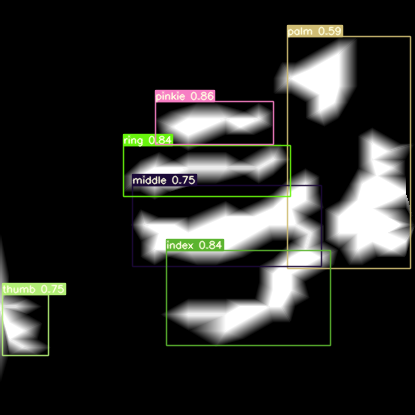 palm 0.59
pinkie 0.86
ring 0.84
middle 0.75
index 0.84
thumb 0.75